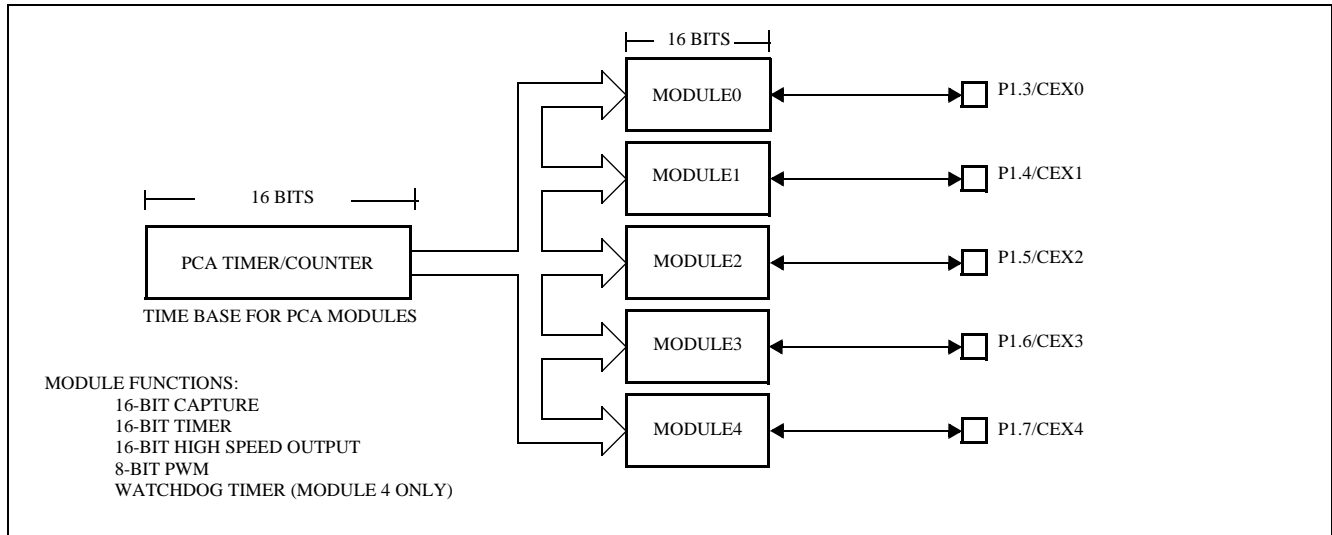 16 BITS
MODULE0
P1.3/CEX0
MODULE1
P1.4/CEX1
16 BITS
PCA TIMER/COUNTER
TIME BASE FOR PCA MODULES
MODULE2
P1.5/CEX2
MODULE3
P1.6/CEX3
MODULE4
P1.7/CEX4
MODULE FUNCTIONS:
16-BIT CAPTURE
16-BIT TIMER
16-BIT HIGH SPEED OUTPUT
8-BIT PWM
WATCHDOG TIMER (MODULE 4 ONLY)